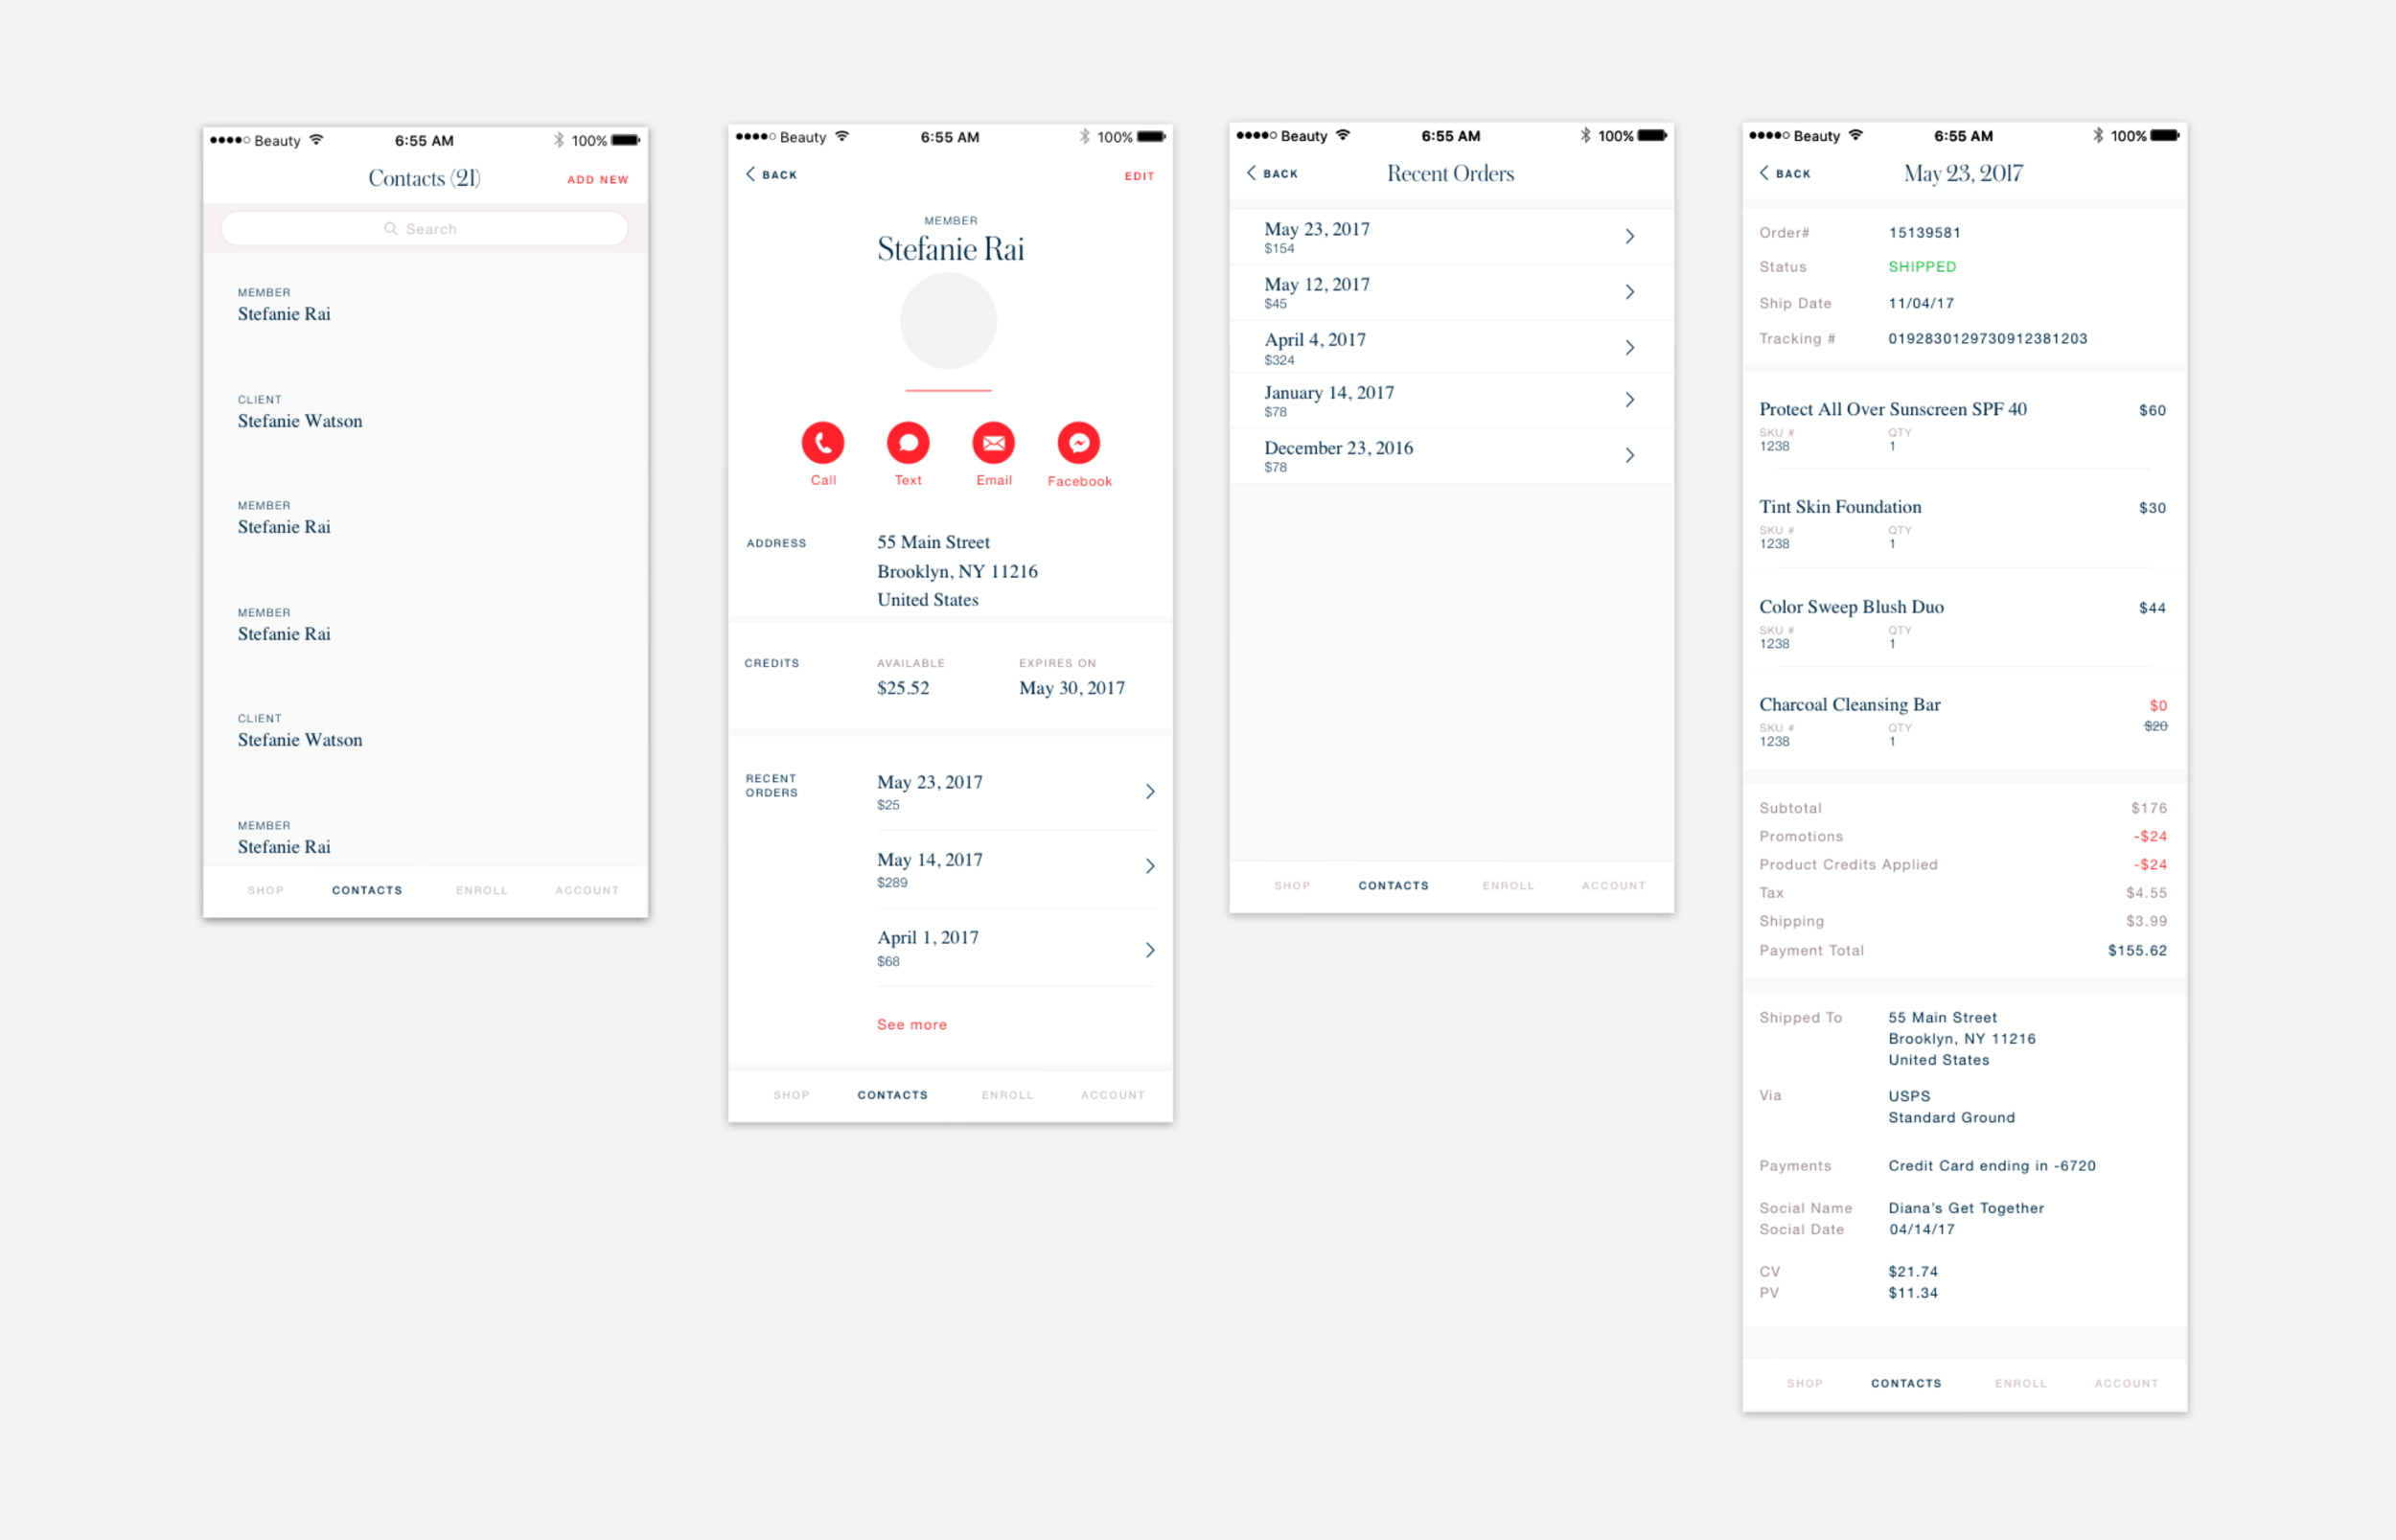 Beauty 6:55 AM 100%
Contacts (21) ADD NEW
Search
MEMBER
Stefanie Rai
CLIENT
Stefanie Watson
MEMBER
Stefanie Rai
MEMBER
Stefanie Rai
CLIENT
Stefanie Watson
MEMBER
Stefanie Rai
SHOP CONTACTS ENROLL ACCOUNT
Beauty 6:55 AM 100%
BACK EDIT
MEMBER
Stefanie Rai
Call Text Email Facebook
ADDRESS 55 Main Street
Brooklyn, NY 11216
United States
CREDITS AVAILABLE EXPIRES ON
$25.52 May 30, 2017
RECENT ORDERS May 23, 2017
$25
May 14, 2017
$289
April 1, 2017
$68
See more
SHOP CONTACTS ENROLL ACCOUNT
Beauty 6:55 AM 100%
BACK Recent Orders
May 23, 2017
$154
May 12, 2017
$45
April 4, 2017
$324
January 14, 2017
$78
December 23, 2016
$78
SHOP CONTACTS ENROLL ACCOUNT
Beauty 6:55 AM 100%
BACK May 23, 2017
Order# 15139581
Status SHIPPED
Ship Date 11/04/17
Tracking # 0192830129730912381203
Protect All Over Sunscreen SPF 40 $60
SKU # QTY
1238 1
Tint Skin Foundation $30
SKU # QTY
1238 1
Color Sweep Blush Duo $44
SKU # QTY
1238 1
Charcoal Cleansing Bar $0
SKU # QTY $20
1238 1
Subtotal $176
Promotions -$24
Product Credits Applied -$24
Tax $4.55
Shipping $3.99
Payment Total $155.62
Shipped To 55 Main Street
Brooklyn, NY 11216
United States
Via USPS
Standard Ground
Payments Credit Card ending in -6720
Social Name Diana's Get Together
Social Date 04/14/17
CV $21.74
PV $11.34
SHOP CONTACTS ENROLL ACCOUNT